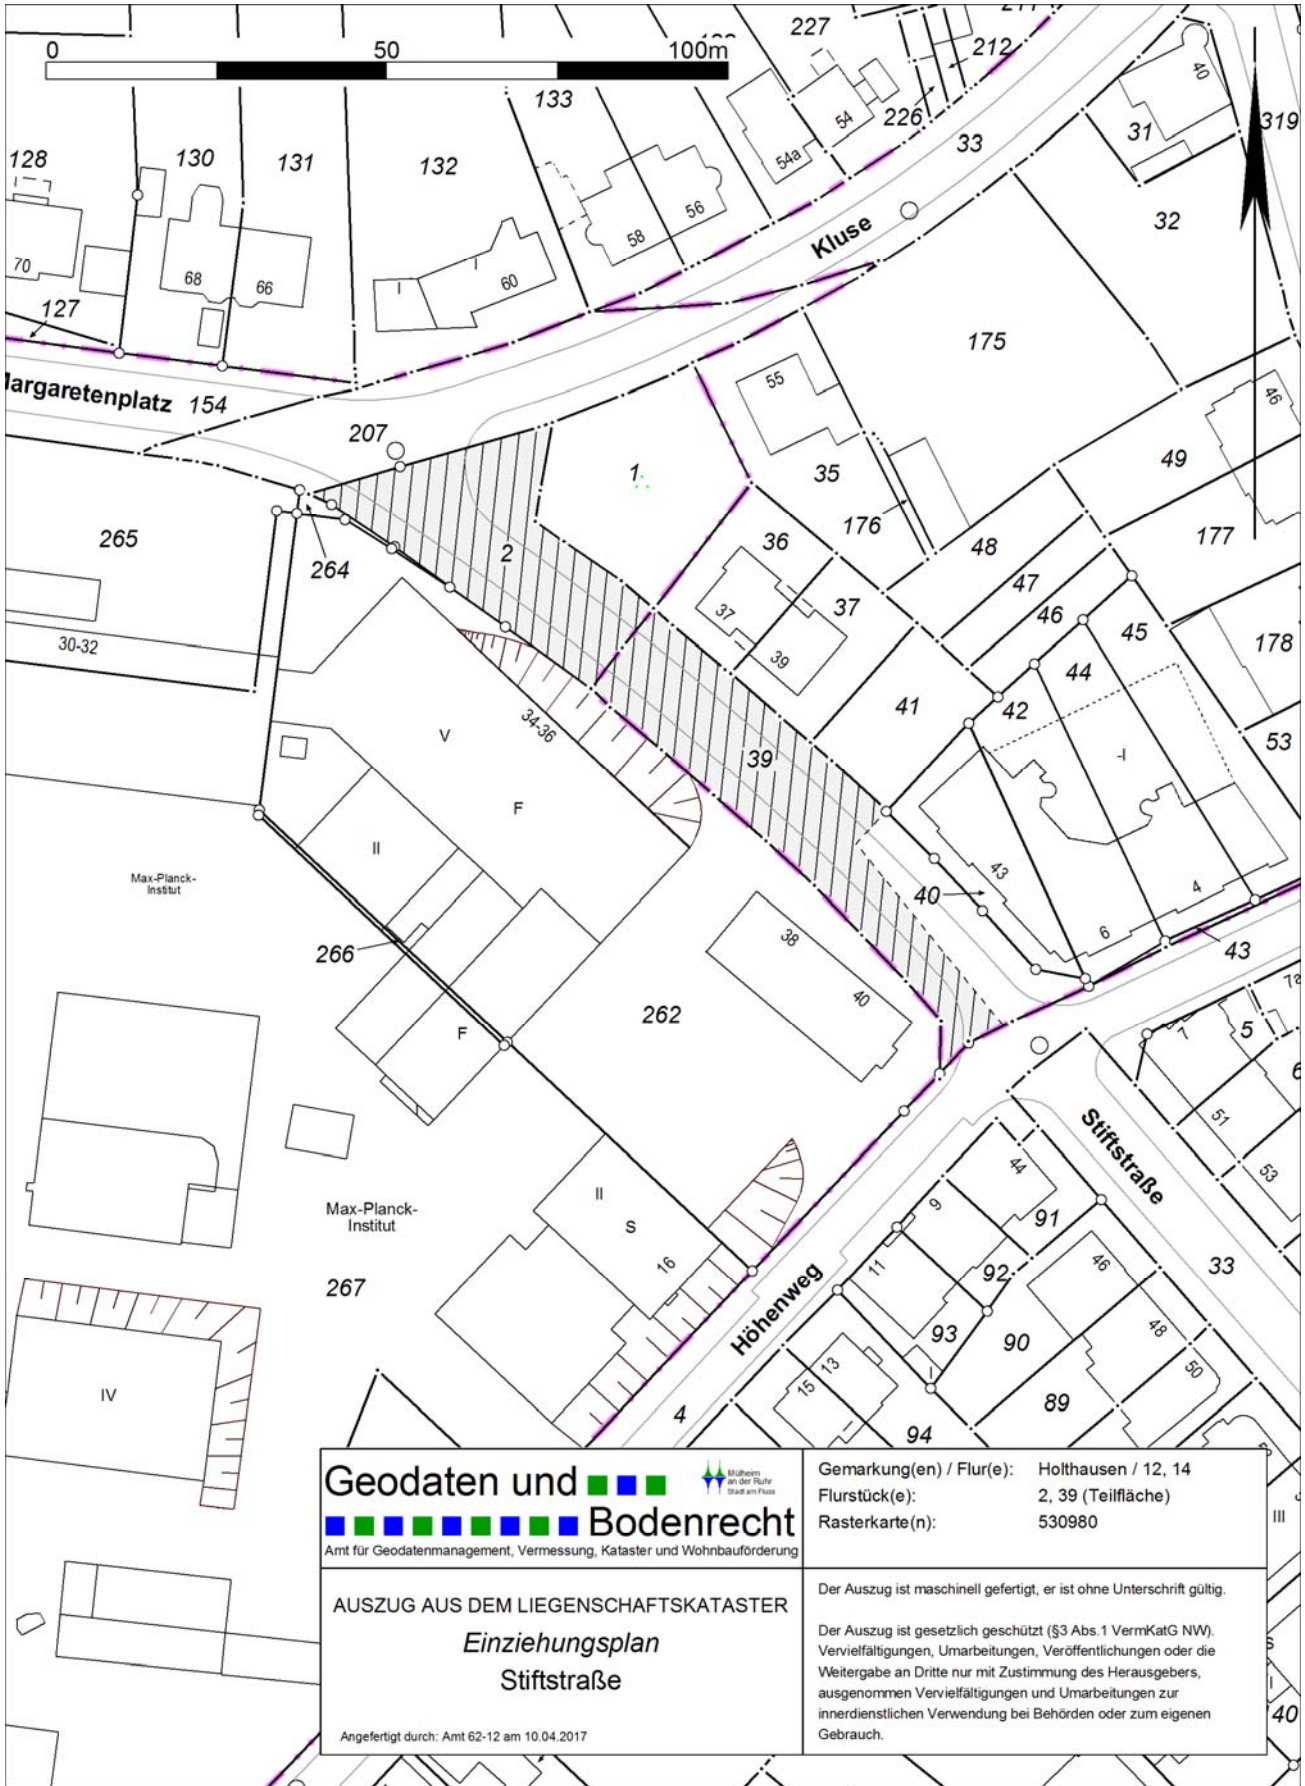 0 50 100m
227
212
226
33
40
31
319
133
54
54a
128
130
131
132
32
56
58
Kluse
70
68
66
I
I
60
127
175
Margaretenplatz 154
55
46
207
1
35
49
176
177
265
2
36
48
264
37
37
47
46
45
30-32
39
44
178
34-36
41
42
V
39
-I
53
F
II
Max-Planck-
Institut
43
40
4
6
43
38
266
40
262
7a
F
7
5
6
51
Stiftstraße
53
44
II
S
9
91
Max-Planck-
Institut
16
11
92
46
33
267
Höhenweg
93
90
48
13
15
I
50
IV
4
89
94
Geodaten und
Bodenrecht
Mülheim
an der Ruhr
Stadt am Fluss
Amt für Geodatenmanagement, Vermessung, Kataster und Wohnbauförderung
Gemarkung(en) / Flur(e): Holthausen / 12, 14
Flurstück(e): 2, 39 (Teilfläche)
Rasterkarte(n): 530980
III
AUSZUG AUS DEM LIEGENSCHAFTSKATASTER
Einziehungsplan
Stiftstraße
Angefertigt durch: Amt 62-12 am 10.04.2017
Der Auszug ist maschinell gefertigt, er ist ohne Unterschrift gültig.
Der Auszug ist gesetzlich geschützt (§3 Abs.1 VermKatG NW).
Vervielfältigungen, Umarbeitungen, Veröffentlichungen oder die
Weitergabe an Dritte nur mit Zustimmung des Herausgebers,
ausgenommen Vervielfältigungen und Umarbeitungen zur
innerdienstlichen Verwendung bei Behörden oder zum eigenen
Gebrauch.
40